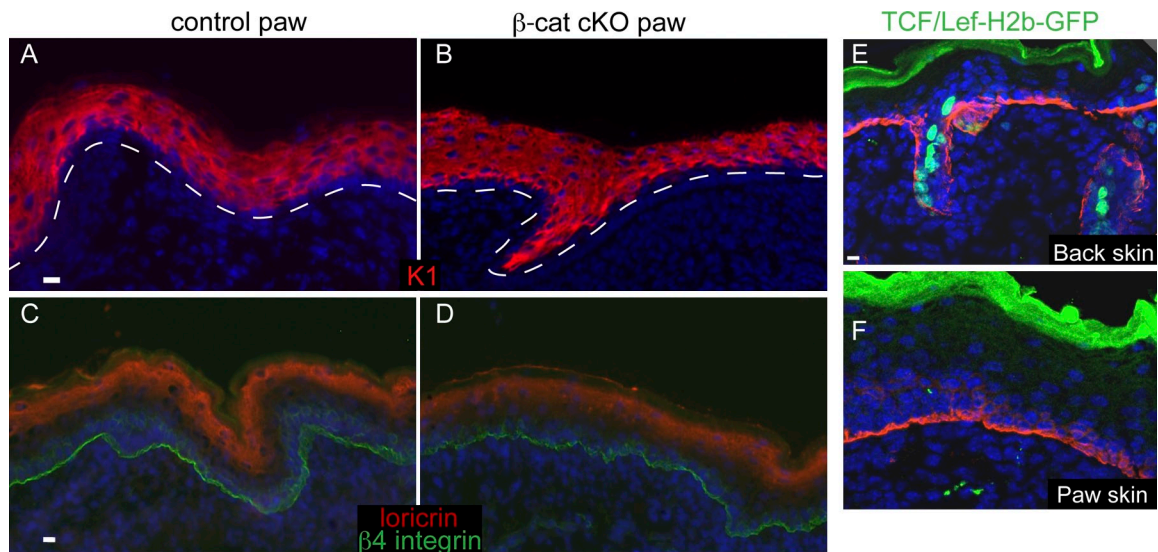 control paw
β-cat cKO paw
TCF/Lef-H2b-GFP
A
B
K1
C
D
loricrin
β4 integrin
E
Back skin
F
Paw skin